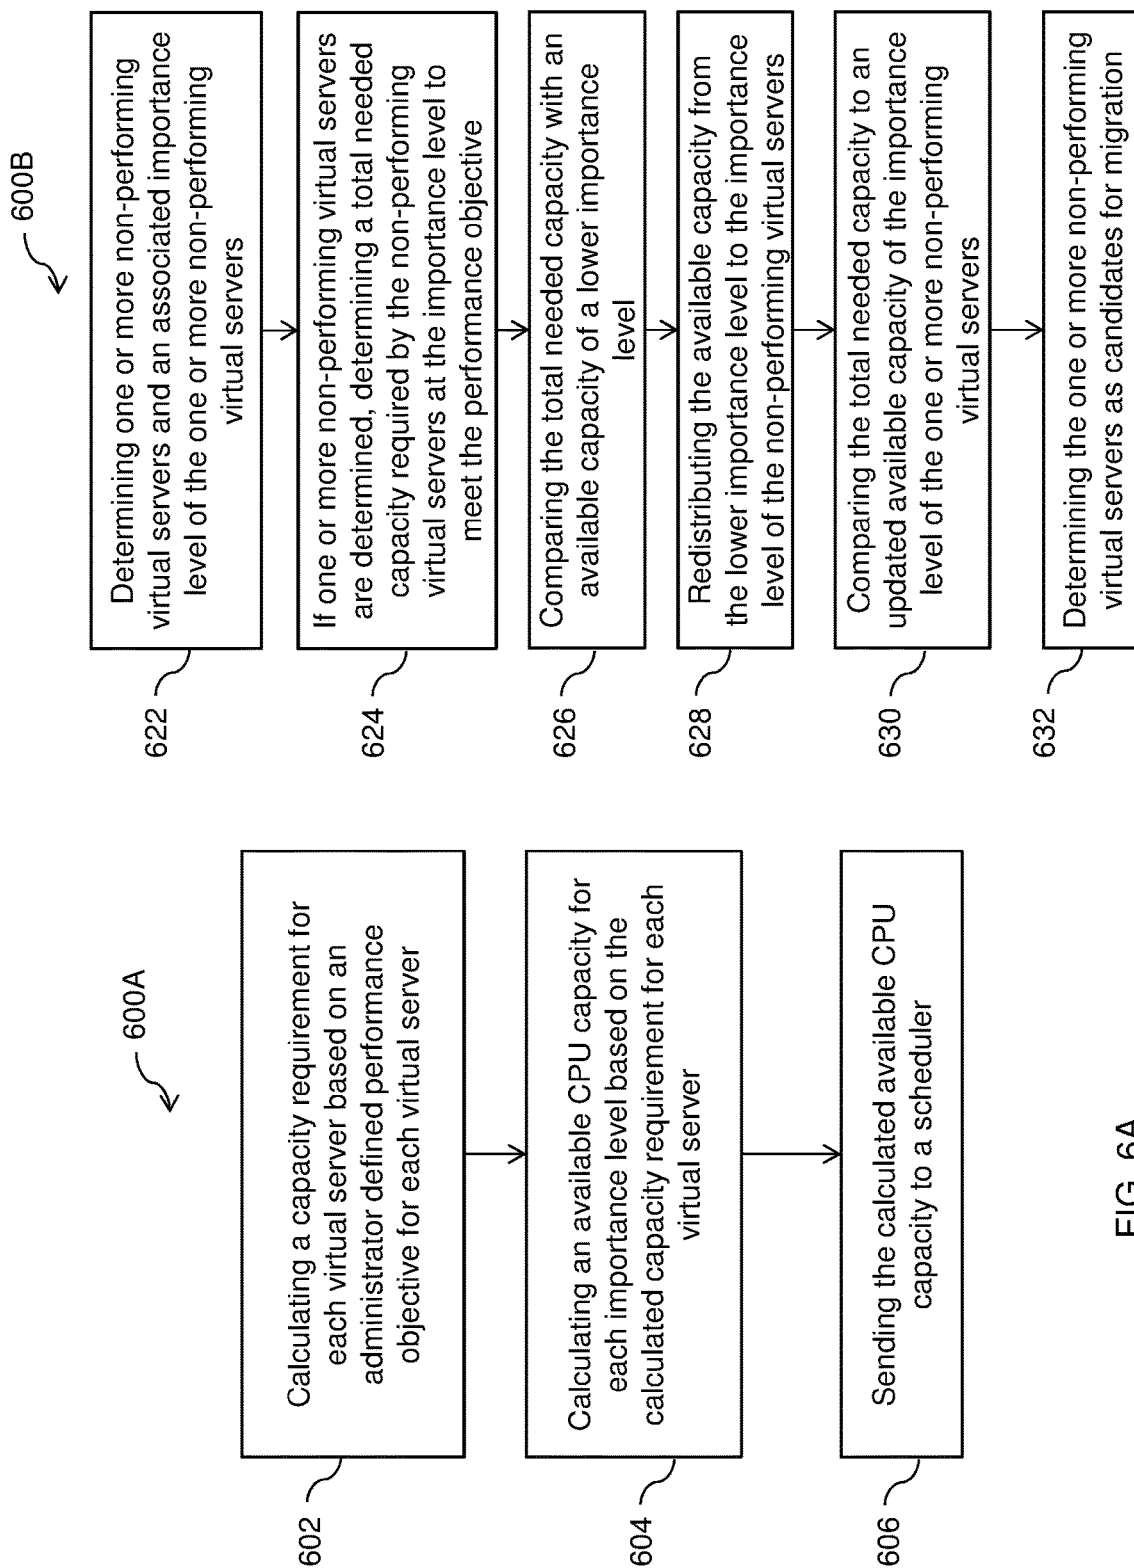 600A
602
Calculating a capacity requirement for
each virtual server based on an
administrator defined performance
objective for each virtual server
604
Calculating an available CPU capacity for
each importance level based on the
calculated capacity requirement for each
virtual server
606
Sending the calculated available CPU
capacity to a scheduler
FIG. 6A
600B
622
Determining one or more non-performing
virtual servers and an associated importance
level of the one or more non-performing
virtual servers
624
If one or more non-performing virtual servers
are determined, determining a total needed
capacity required by the non-performing
virtual servers at the importance level to
meet the performance objective
626
Comparing the total needed capacity with an
available capacity of a lower importance
level
628
Redistributing the available capacity from
the lower importance level to the importance
level of the non-performing virtual servers
630
Comparing the total needed capacity to an
updated available capacity of the importance
level of the one or more non-performing
virtual servers
632
Determining the one or more non-performing
virtual servers as candidates for migration